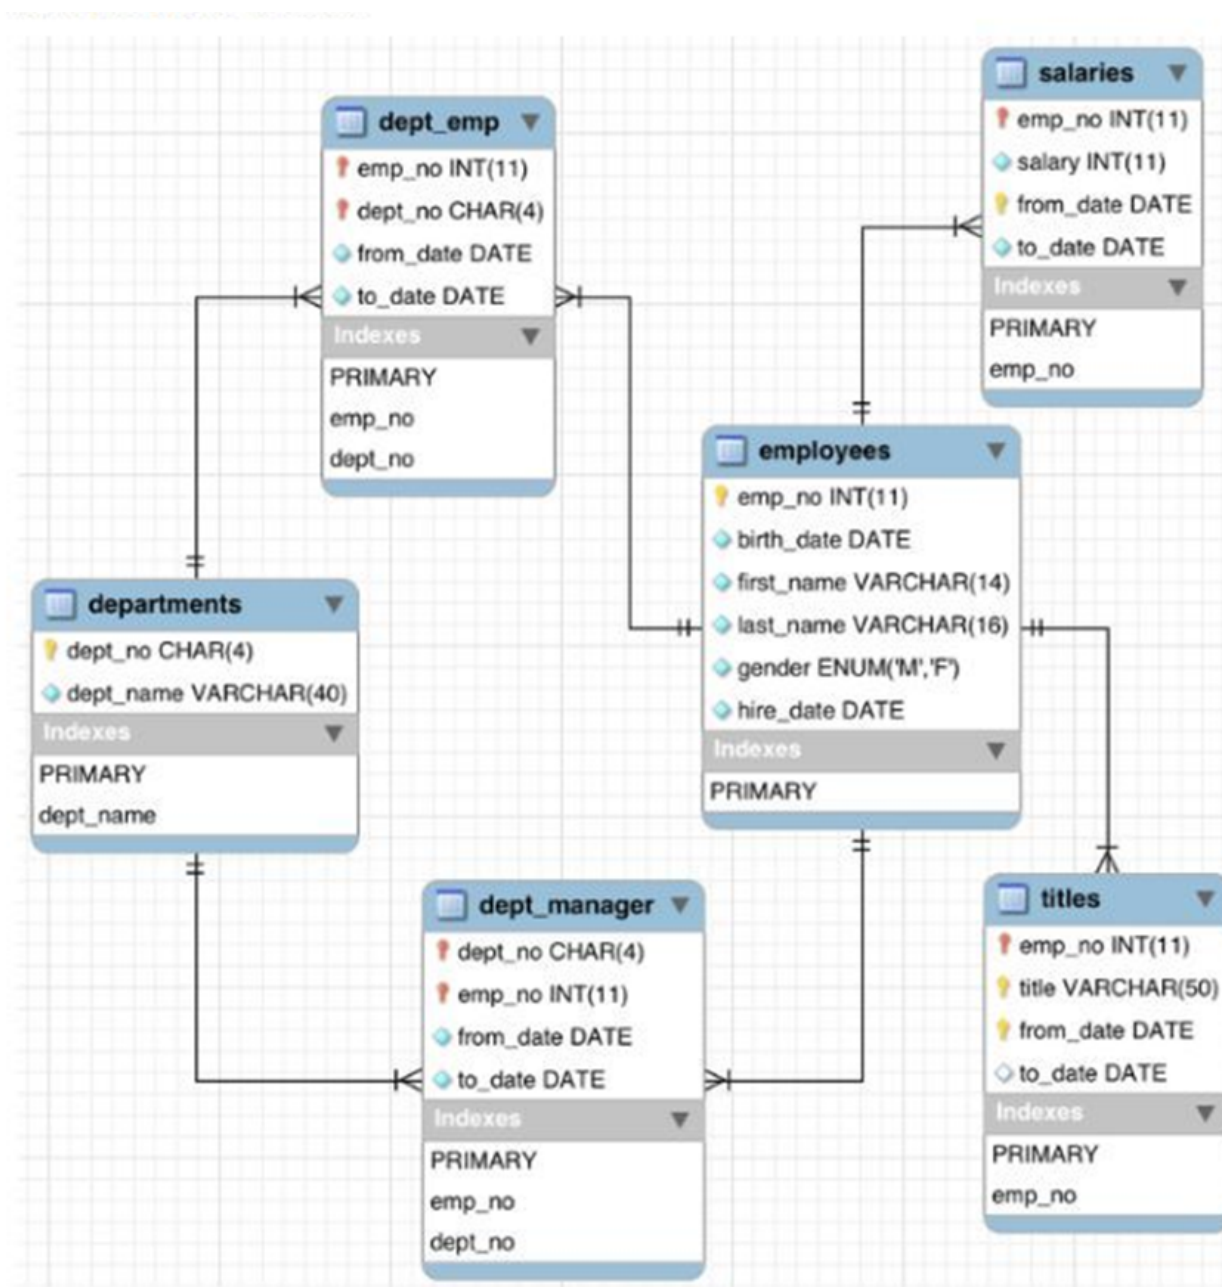 dept_emp
emp_no INT(11)
dept_no CHAR(4)
from_date DATE
to_date DATE
Indexes
PRIMARY
emp_no
dept_no
salaries
emp_no INT(11)
salary INT(11)
from_date DATE
to_date DATE
Indexes
PRIMARY
emp_no
employees
emp_no INT(11)
birth_date DATE
first_name VARCHAR(14)
last_name VARCHAR(16)
gender ENUM('M','F')
hire_date DATE
Indexes
PRIMARY
departments
dept_no CHAR(4)
dept_name VARCHAR(40)
Indexes
PRIMARY
dept_name
dept_manager
dept_no CHAR(4)
emp_no INT(11)
from_date DATE
to_date DATE
Indexes
PRIMARY
emp_no
dept_no
titles
emp_no INT(11)
title VARCHAR(50)
from_date DATE
to_date DATE
Indexes
PRIMARY
emp_no